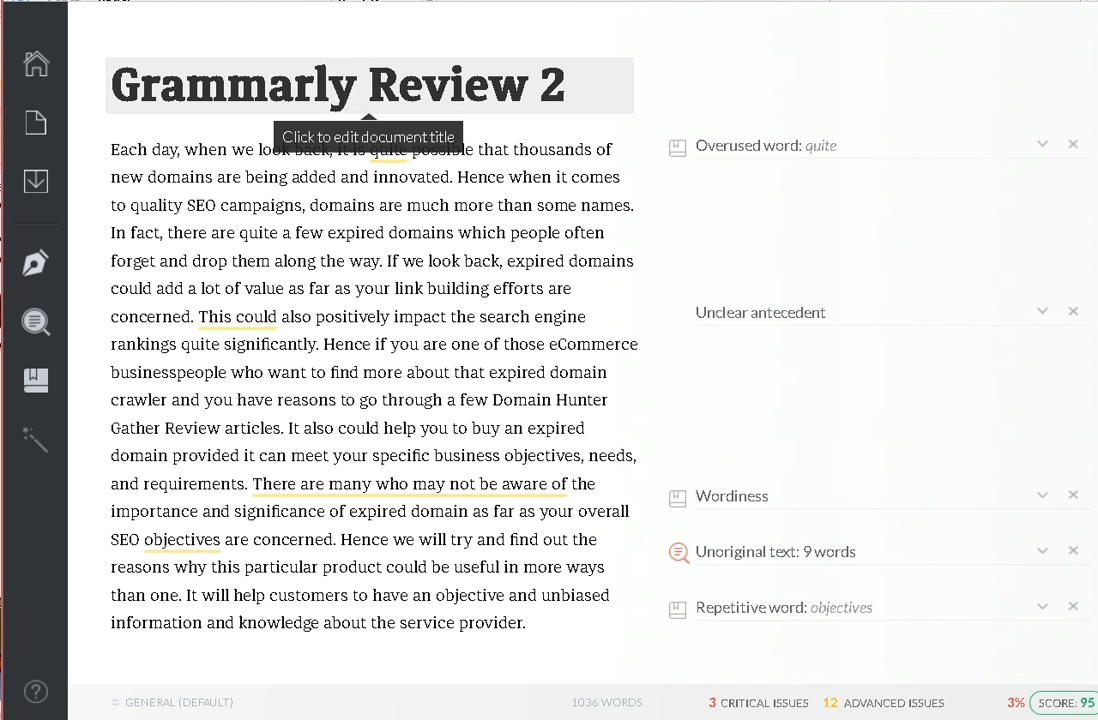 Grammarly Review 2
Click to edit document title
Each day, when we look back, it is quite possible that thousands of
new domains are being added and innovated. Hence when it comes
to quality SEO campaigns, domains are much more than some names.
In fact, there are quite a few expired domains which people often
forget and drop them along the way. If we look back, expired domains
could add a lot of value as far as your link building efforts are
concerned. This could also positively impact the search engine
rankings quite significantly. Hence if you are one of those eCommerce
businesspeople who want to find more about that expired domain
crawler and you have reasons to go through a few Domain Hunter
Gather Review articles. It also could help you to buy an expired
domain provided it can meet your specific business objectives, needs,
and requirements. There are many who may not be aware of the
importance and significance of expired domain as far as your overall
SEO objectives are concerned. Hence we will try and find out the
reasons why this particular product could be useful in more ways
than one. It will help customers to have an objective and unbiased
information and knowledge about the service provider.
Overused word: quite
Unclear antecedent
Wordiness
Unoriginal text: 9 words
Repetitive word: objectives
GENERAL (DEFAULT)
1036 WORDS
3 CRITICAL ISSUES
12 ADVANCED ISSUES
3%
SCORE: 95